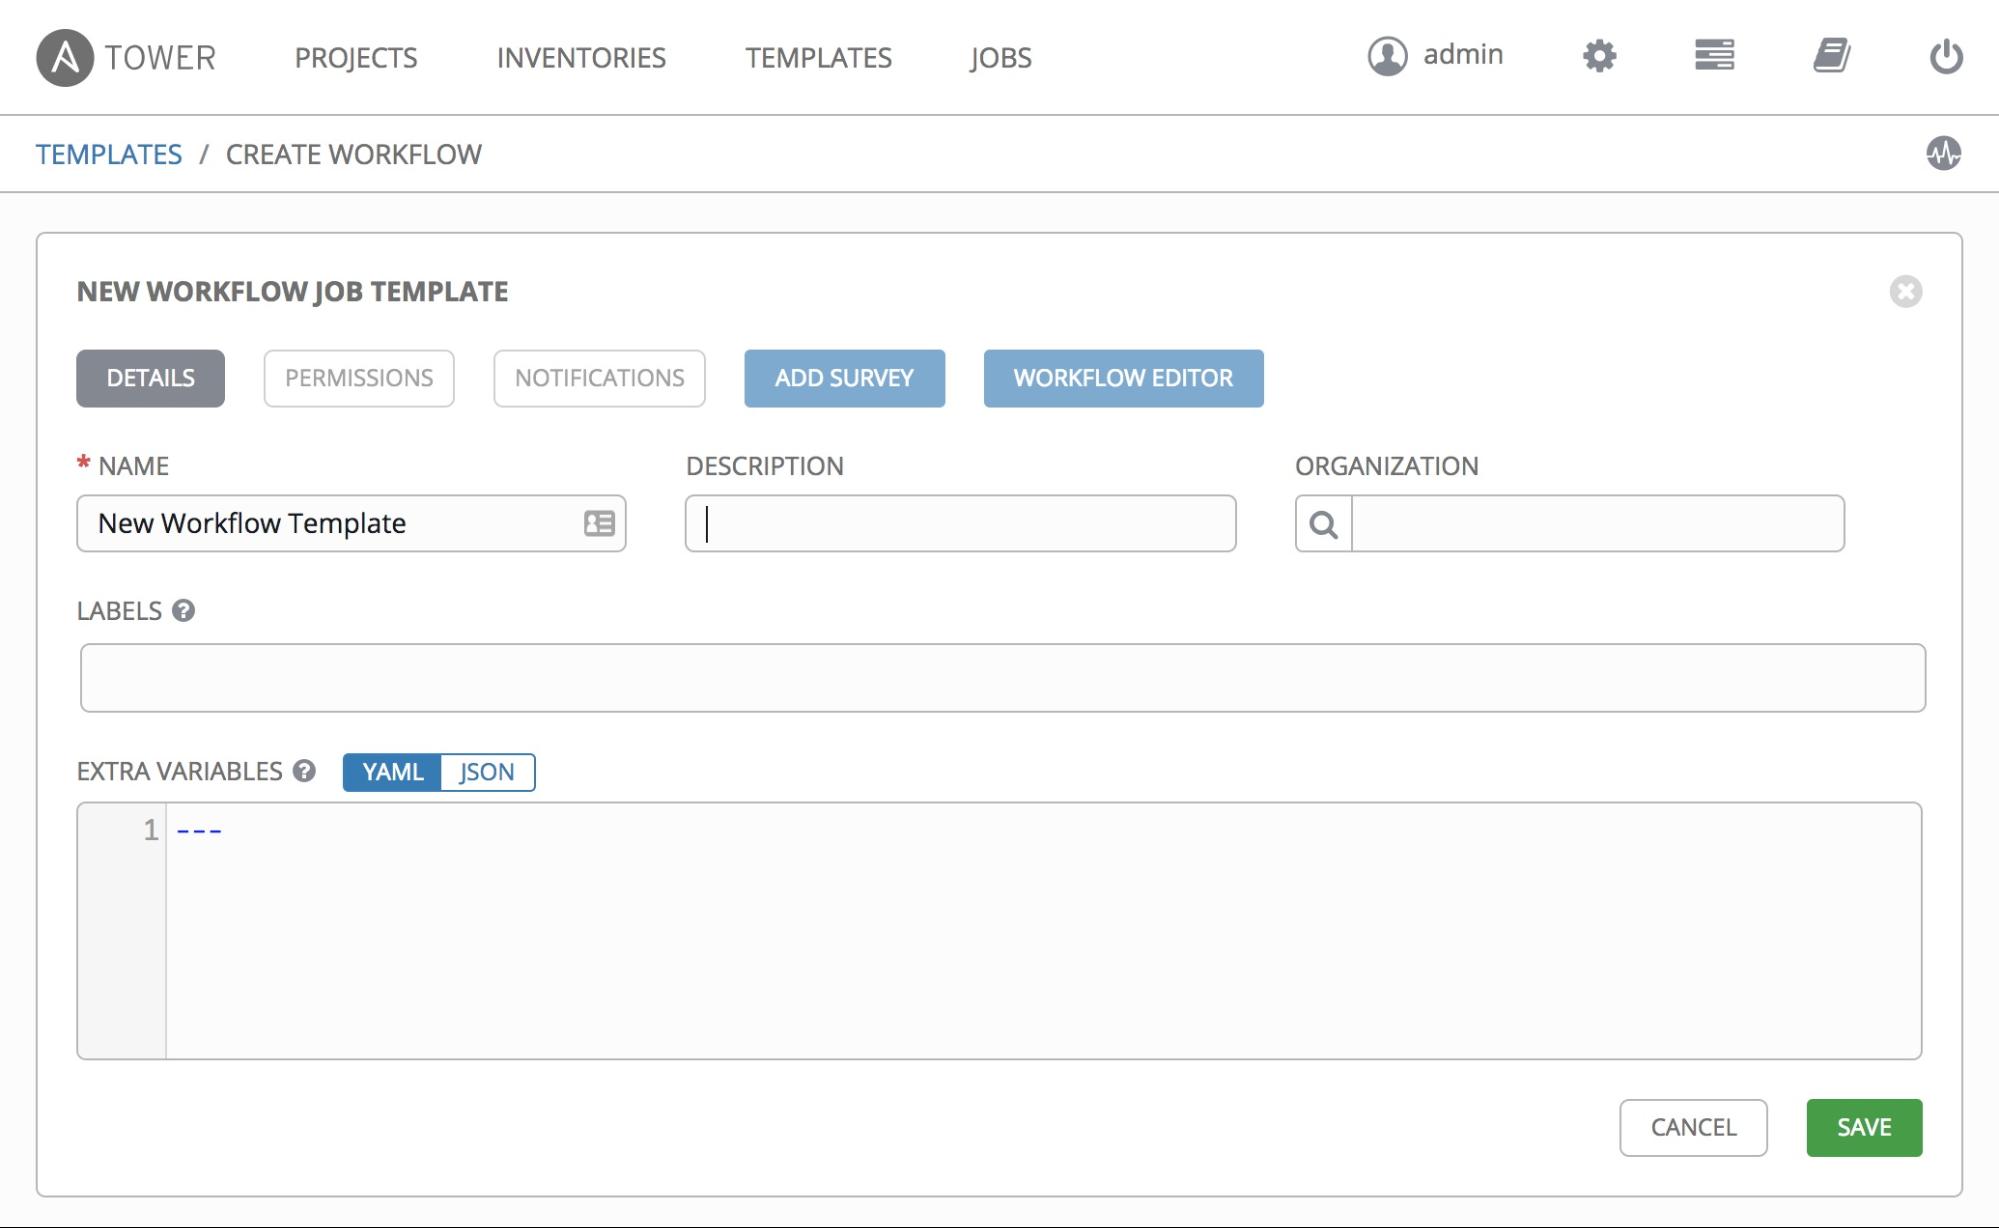 TOWER PROJECTS INVENTORIES TEMPLATES JOBS admin
TEMPLATES / CREATE WORKFLOW
NEW WORKFLOW JOB TEMPLATE
DETAILS PERMISSIONS NOTIFICATIONS ADD SURVEY WORKFLOW EDITOR
* NAME DESCRIPTION ORGANIZATION
New Workflow Template
LABELS ?
EXTRA VARIABLES ? YAML JSON
1 ---
CANCEL SAVE